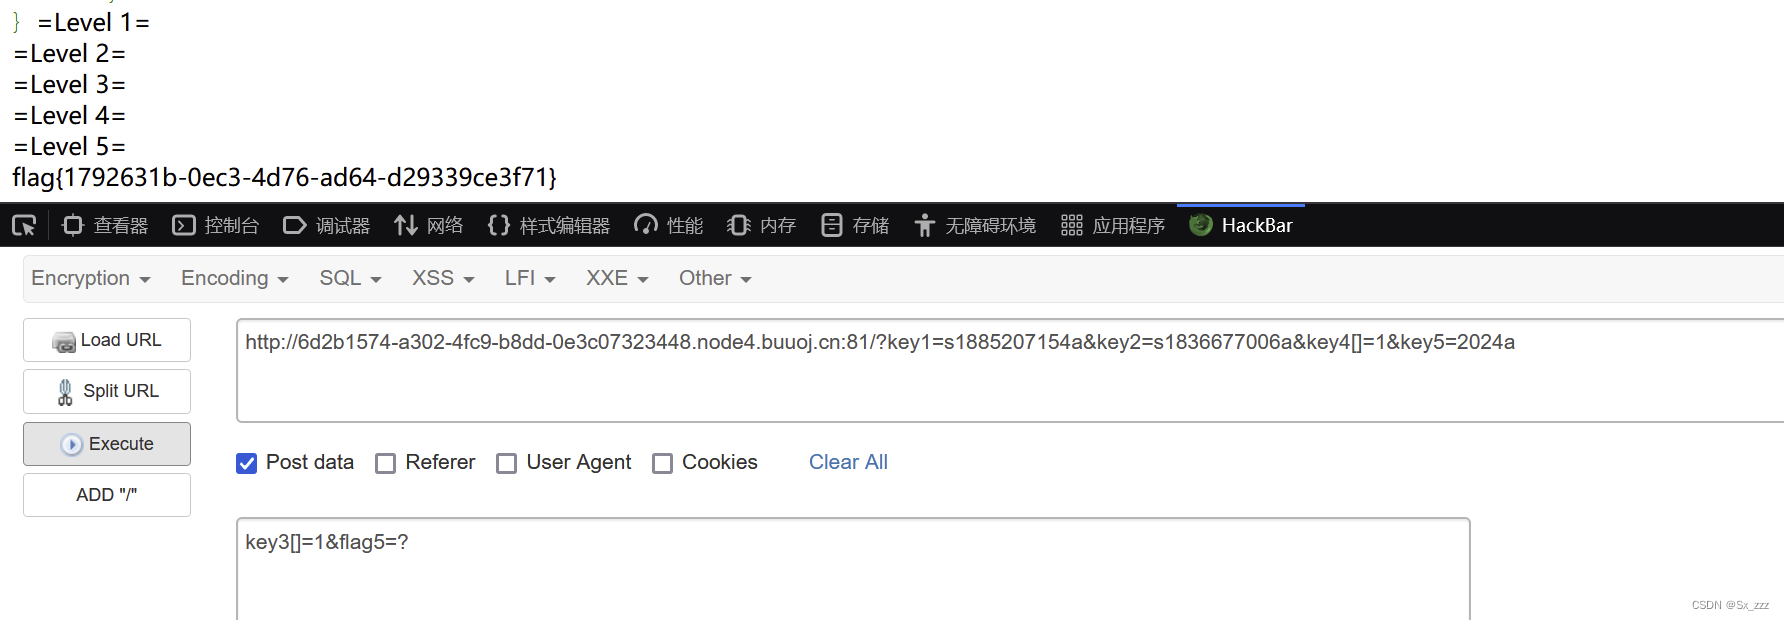 } =Level 1=
=Level 2=
=Level 3=
=Level 4=
=Level 5=
flag{1792631b-0ec3-4d76-ad64-d29339ce3f71}
查看器 控制台 调试器 网络 样式编辑器 性能 内存 存储 无障碍环境 应用程序 HackBar
Encryption Encoding SQL XSS LFI XXE Other
Load URL
http://6d2b1574-a302-4fc9-b8dd-0e3c07323448.node4.buuoj.cn:81/?key1=s1885207154a&key2=s1836677006a&key4[]=1&key5=2024a
Split URL
Execute
Post data Referer User Agent Cookies Clear All
ADD "/"
key3[]=1&flag5=?
CSDN @Sx_zzz